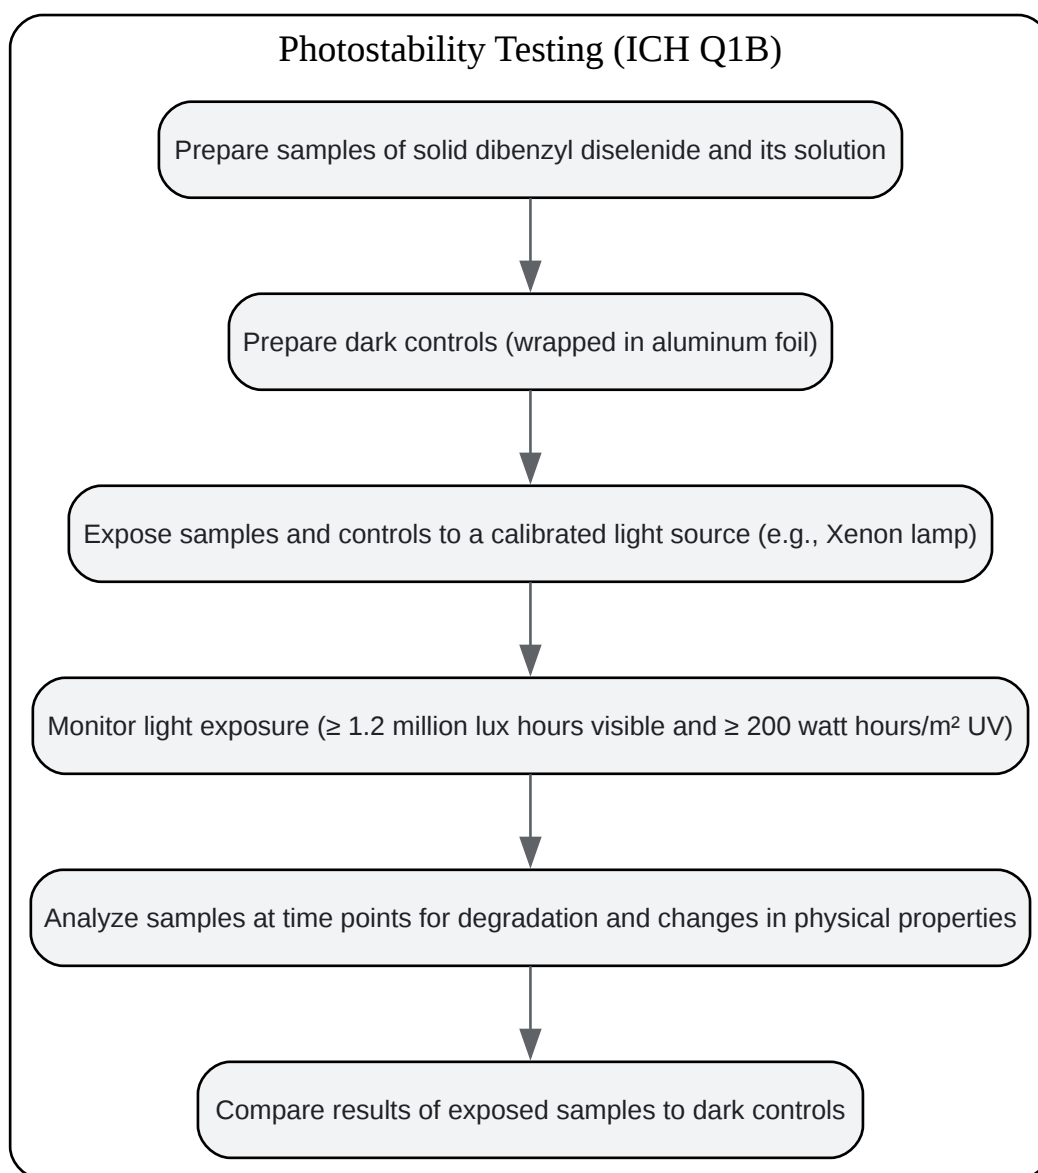 Photostability Testing (ICH Q1B)
Prepare samples of solid dibenzyl diselenide and its solution
Prepare dark controls (wrapped in aluminum foil)
Expose samples and controls to a calibrated light source (e.g., Xenon lamp)
Monitor light exposure (≥ 1.2 million lux hours visible and ≥ 200 watt hours/m² UV)
Analyze samples at time points for degradation and changes in physical properties
Compare results of exposed samples to dark controls